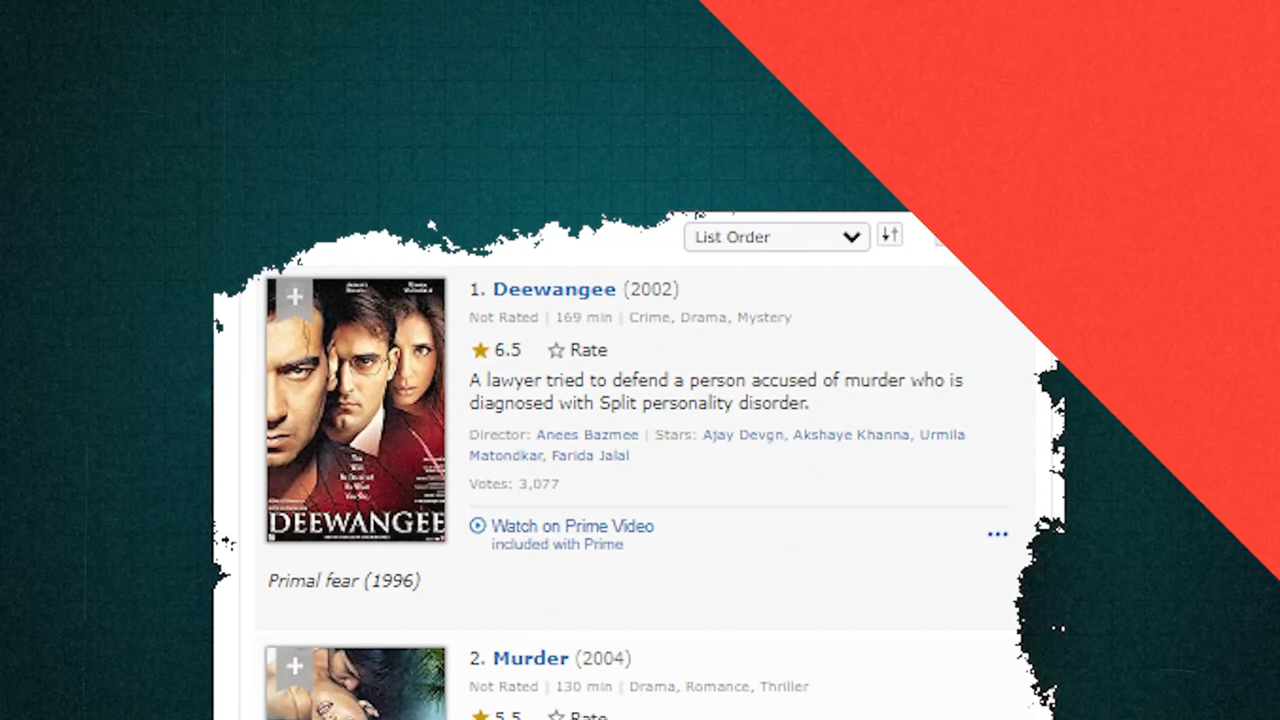 List Order
1. Deewangee (2002)
Not Rated | 169 min | Crime, Drama, Mystery
6.5 Rate
A lawyer tried to defend a person accused of murder who is
diagnosed with Split personality disorder.
Director: Anees Bazmee | Stars: Ajay Devgn, Akshaye Khanna, Urmila
Matondkar, Farida Jalal
Votes: 3,077
DEEWANGEE
Watch on Prime Video
included with Prime
Primal fear (1996)
2. Murder (2004)
Not Rated | 130 min | Drama, Romance, Thriller
5.5 Rate